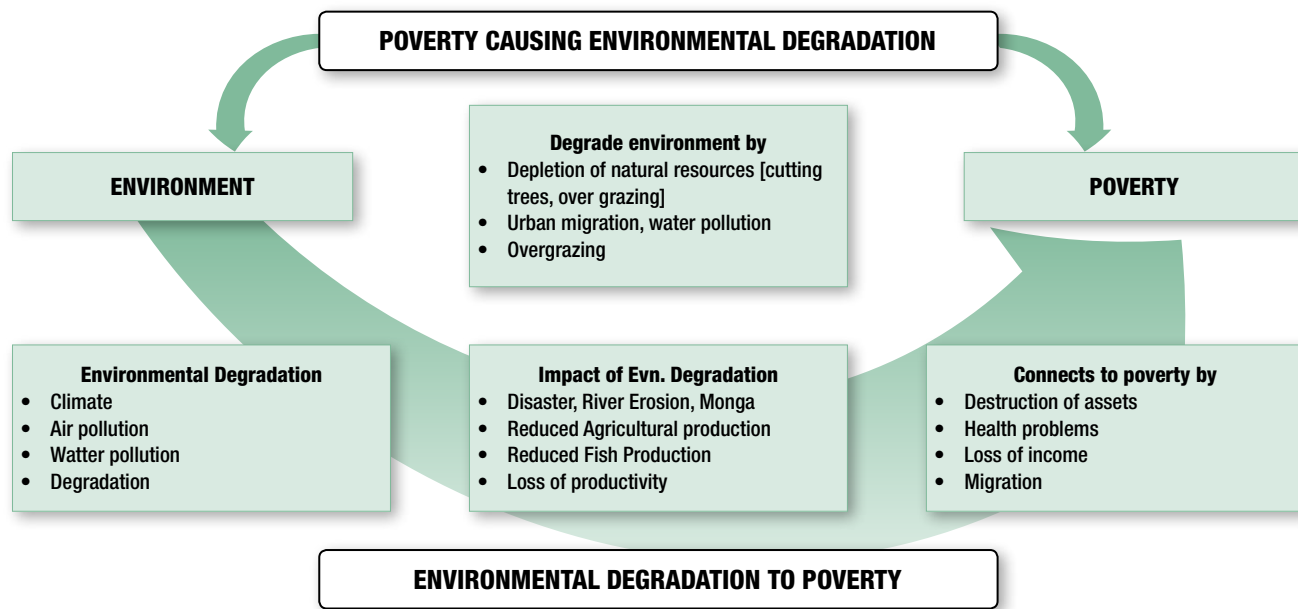 POVERTY CAUSING ENVIRONMENTAL DEGRADATION
ENVIRONMENT
Degrade environment by
• Depletion of natural resources [cutting
trees, over grazing]
• Urban migration, water pollution
• Overgrazing
POVERTY
Environmental Degradation
• Climate
• Air pollution
• Watter pollution
• Degradation
Impact of Evn. Degradation
• Disaster, River Erosion, Monga
• Reduced Agricultural production
• Reduced Fish Production
• Loss of productivity
Connects to poverty by
• Destruction of assets
• Health problems
• Loss of income
• Migration
ENVIRONMENTAL DEGRADATION TO POVERTY